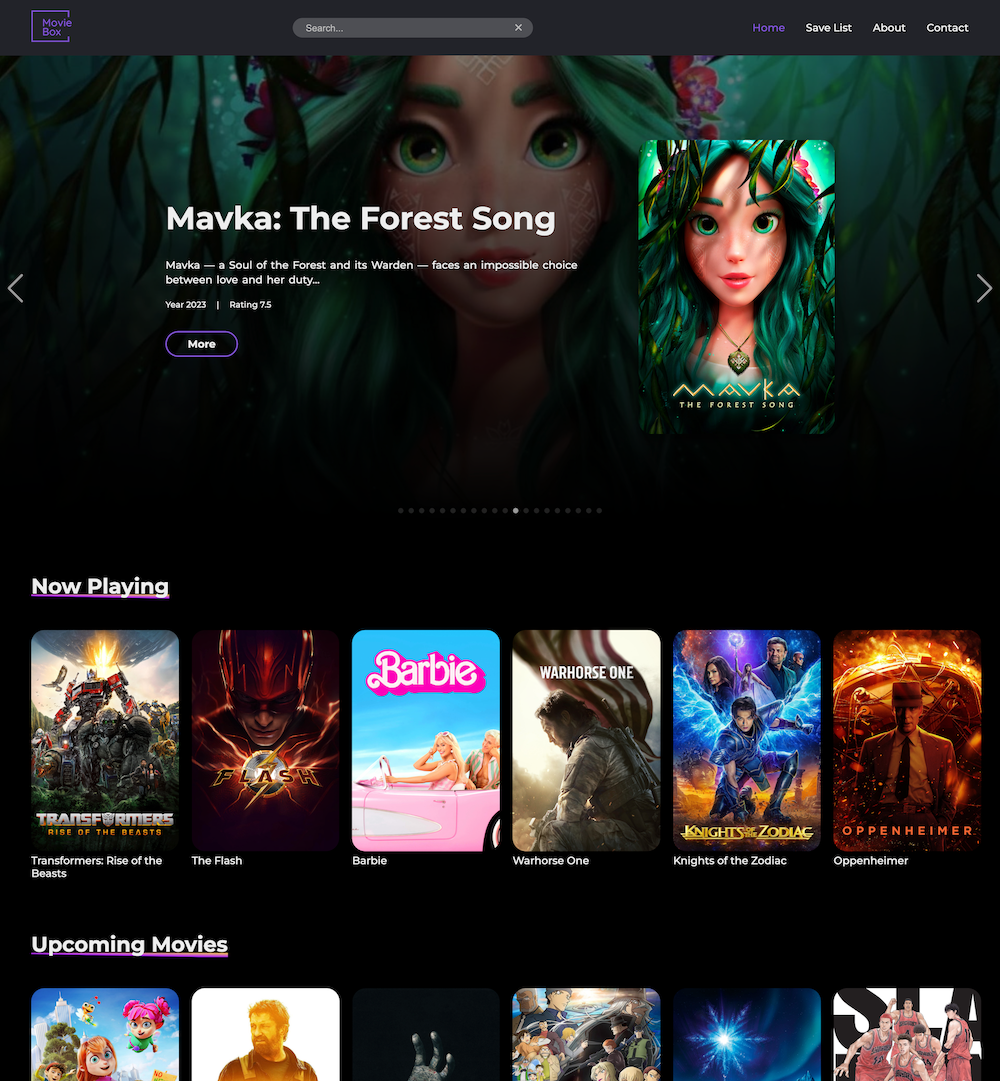 Movie
Box
Search...
Home
Save List
About
Contact
Mavka: The Forest Song
Mavka — a Soul of the Forest and its Warden — faces an impossible choice
between love and her duty...
Year 2023 | Rating 7.5
More
MAVKA
THE FOREST SONG
Now Playing
TRANSFORMERS
RISE OF THE BEASTS
FLASH
Barbie
WARHORSE ONE
KNIGHTS OF THE ZODIAC
OPPENHEIMER
Transformers: Rise of the
Beasts
The Flash
Barbie
Warhorse One
Knights of the Zodiac
Oppenheimer
Upcoming Movies
NO